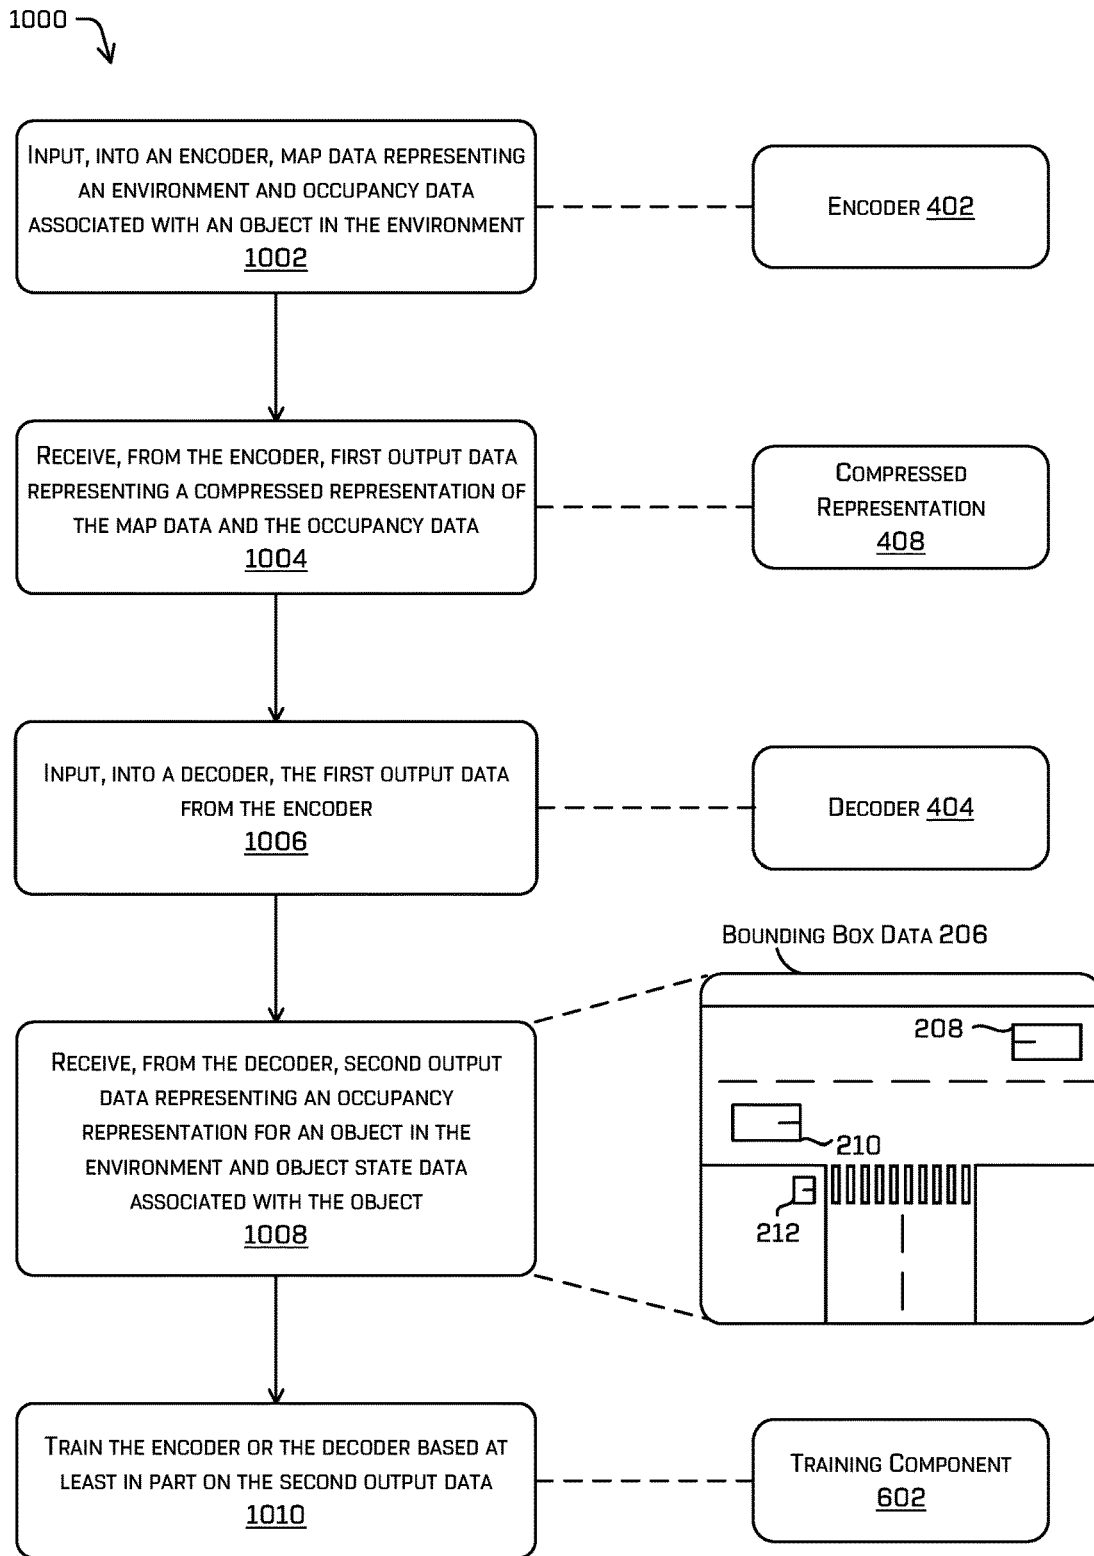 1000
INPUT, INTO AN ENCODER, MAP DATA REPRESENTING
AN ENVIRONMENT AND OCCUPANCY DATA
ASSOCIATED WITH AN OBJECT IN THE ENVIRONMENT
1002
ENCODER 402
RECEIVE, FROM THE ENCODER, FIRST OUTPUT DATA
REPRESENTING A COMPRESSED REPRESENTATION OF
THE MAP DATA AND THE OCCUPANCY DATA
1004
COMPRESSED
REPRESENTATION
408
INPUT, INTO A DECODER, THE FIRST OUTPUT DATA
FROM THE ENCODER
1006
DECODER 404
BOUNDING BOX DATA 206
208
210
212
RECEIVE, FROM THE DECODER, SECOND OUTPUT
DATA REPRESENTING AN OCCUPANCY
REPRESENTATION FOR AN OBJECT IN THE
ENVIRONMENT AND OBJECT STATE DATA
ASSOCIATED WITH THE OBJECT
1008
TRAIN THE ENCODER OR THE DECODER BASED AT
LEAST IN PART ON THE SECOND OUTPUT DATA
1010
TRAINING COMPONENT
602